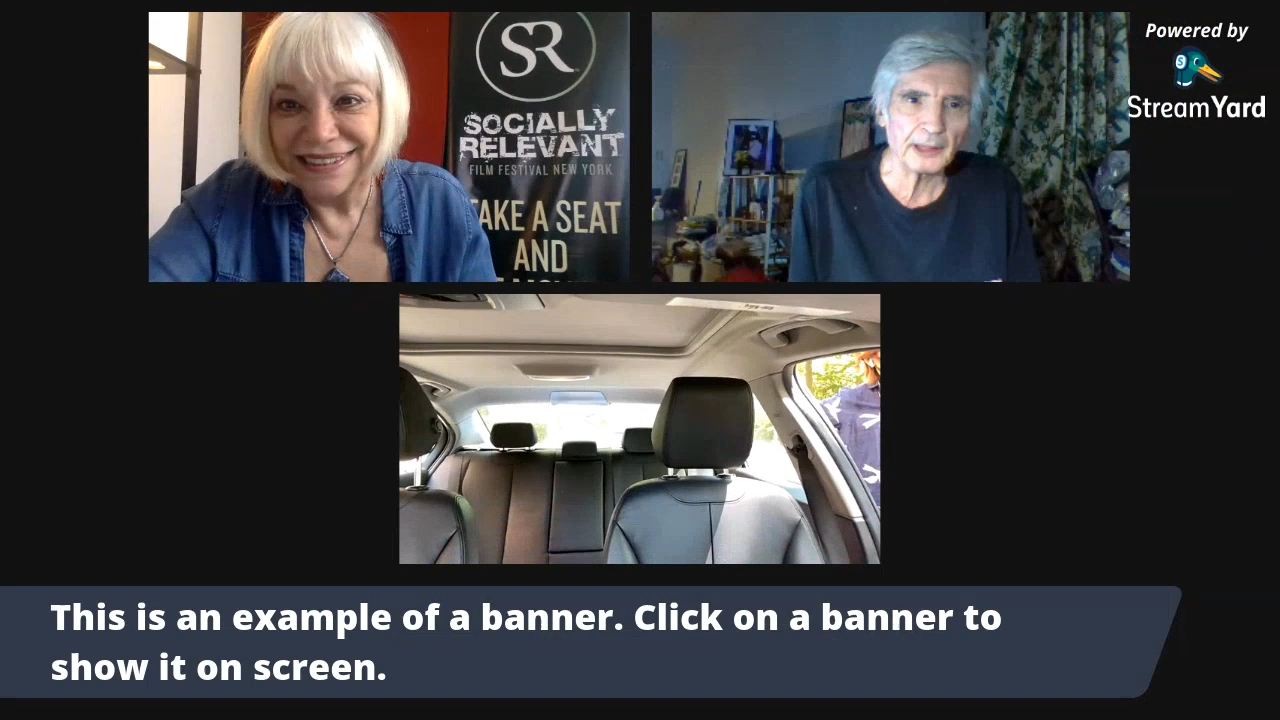 Powered by
StreamYard
SR
SOCIALLY
RELEVANT
FILM FESTIVAL NEW YORK
TAKE A SEAT
AND
This is an example of a banner. Click on a banner to
show it on screen.